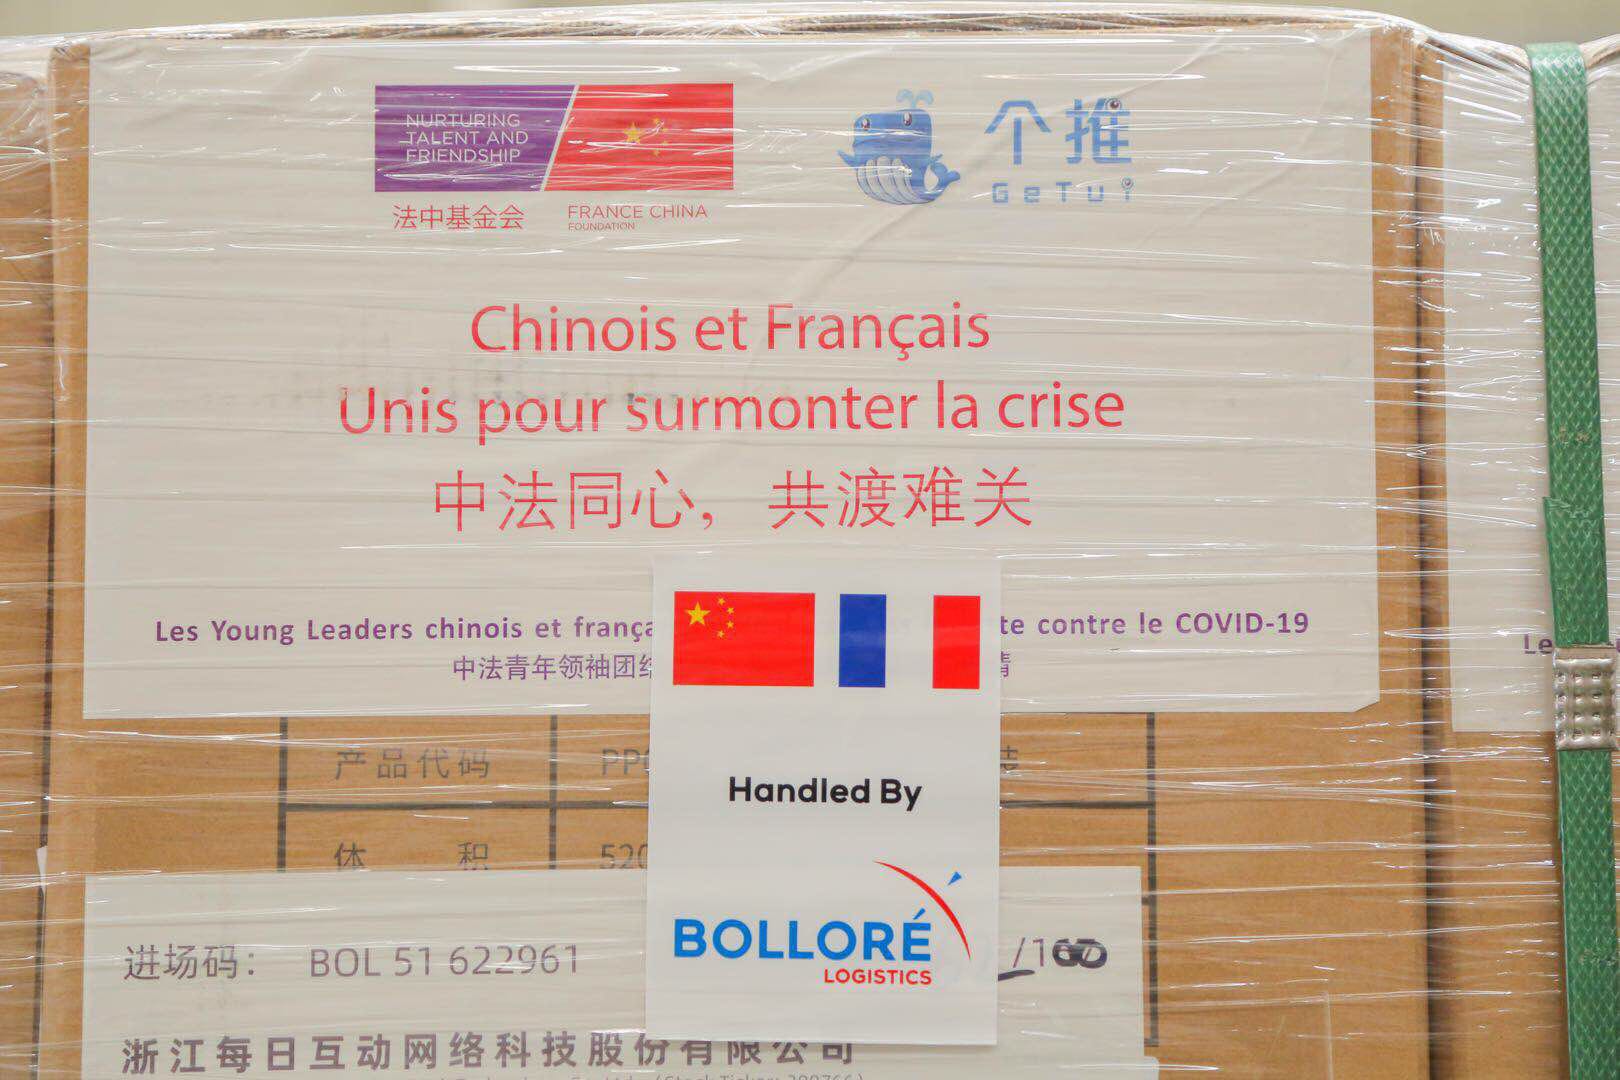 NURTURING
TALENT AND
FRIENDSHIP
法中基金会
FRANCE CHINA
FOUNDATION
个推
GeTui
Chinois et Français
Unis pour surmonter la crise
中法同心，共渡难关
Les Young Leaders chinois et frança te contre le COVID-19
中法青年领袖团
Le
Handled By
BOLLORÉ
LOGISTICS
产品代码 PP
体 积 520
进场码： BOL 51 622961 /1
浙江每日互动网络科技股份有限公司